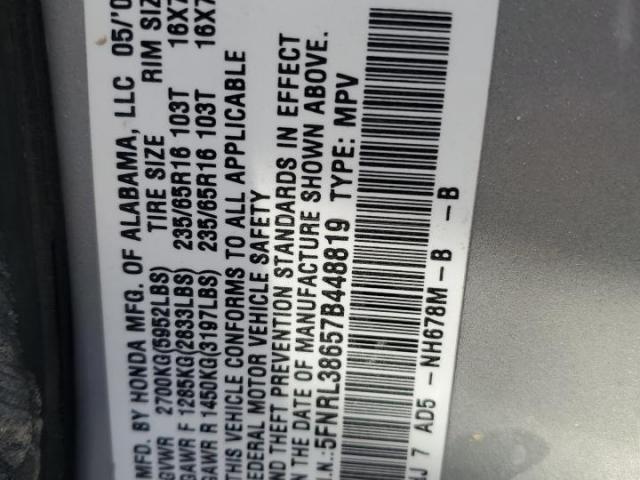 MFD. BY HONDA MFG. OF ALABAMA, LLC 05/'0
TIRE SIZE RIM SIZ
GVWR 2700KG(5952LBS)
GAWR F 1285KG(2833LBS) 235/65R16 103T 16X7
GAWR R 1450KG(3197LBS) 235/65R16 103T 16X7
THIS VEHICLE CONFORMS TO ALL APPLICABLE
FEDERAL MOTOR VEHICLE SAFETY
AND THEFT PREVENTION STANDARDS IN EFFECT
ON THE DATE OF MANUFACTURE SHOWN ABOVE.
I.N.:5FNRL38657B448819 TYPE: MPV
J 7 AD5 -NH678M-B -B